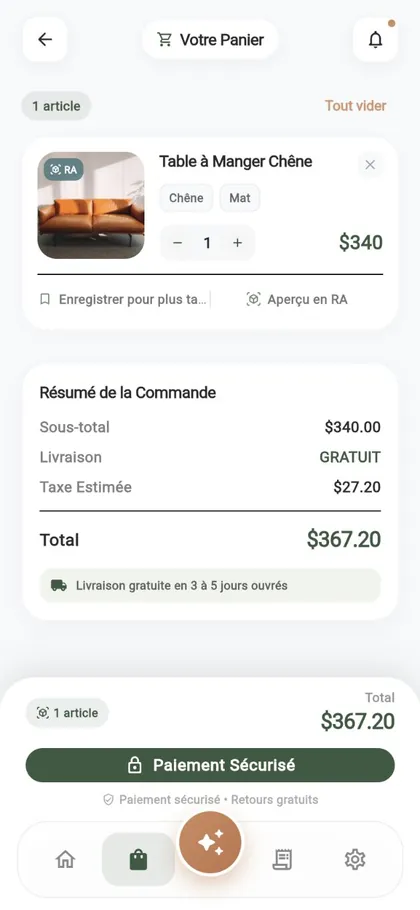 Votre Panier
1 article
Tout vider
RA
Table à Manger Chêne
Chêne
Mat
− 1 +
$340
Enregistrer pour plus ta...
Aperçu en RA
Résumé de la Commande
Sous-total
$340.00
Livraison
GRATUIT
Taxe Estimée
$27.20
Total
$367.20
Livraison gratuite en 3 à 5 jours ouvrés
Total
1 article
$367.20
Paiement Sécurisé
Paiement sécurisé • Retours gratuits